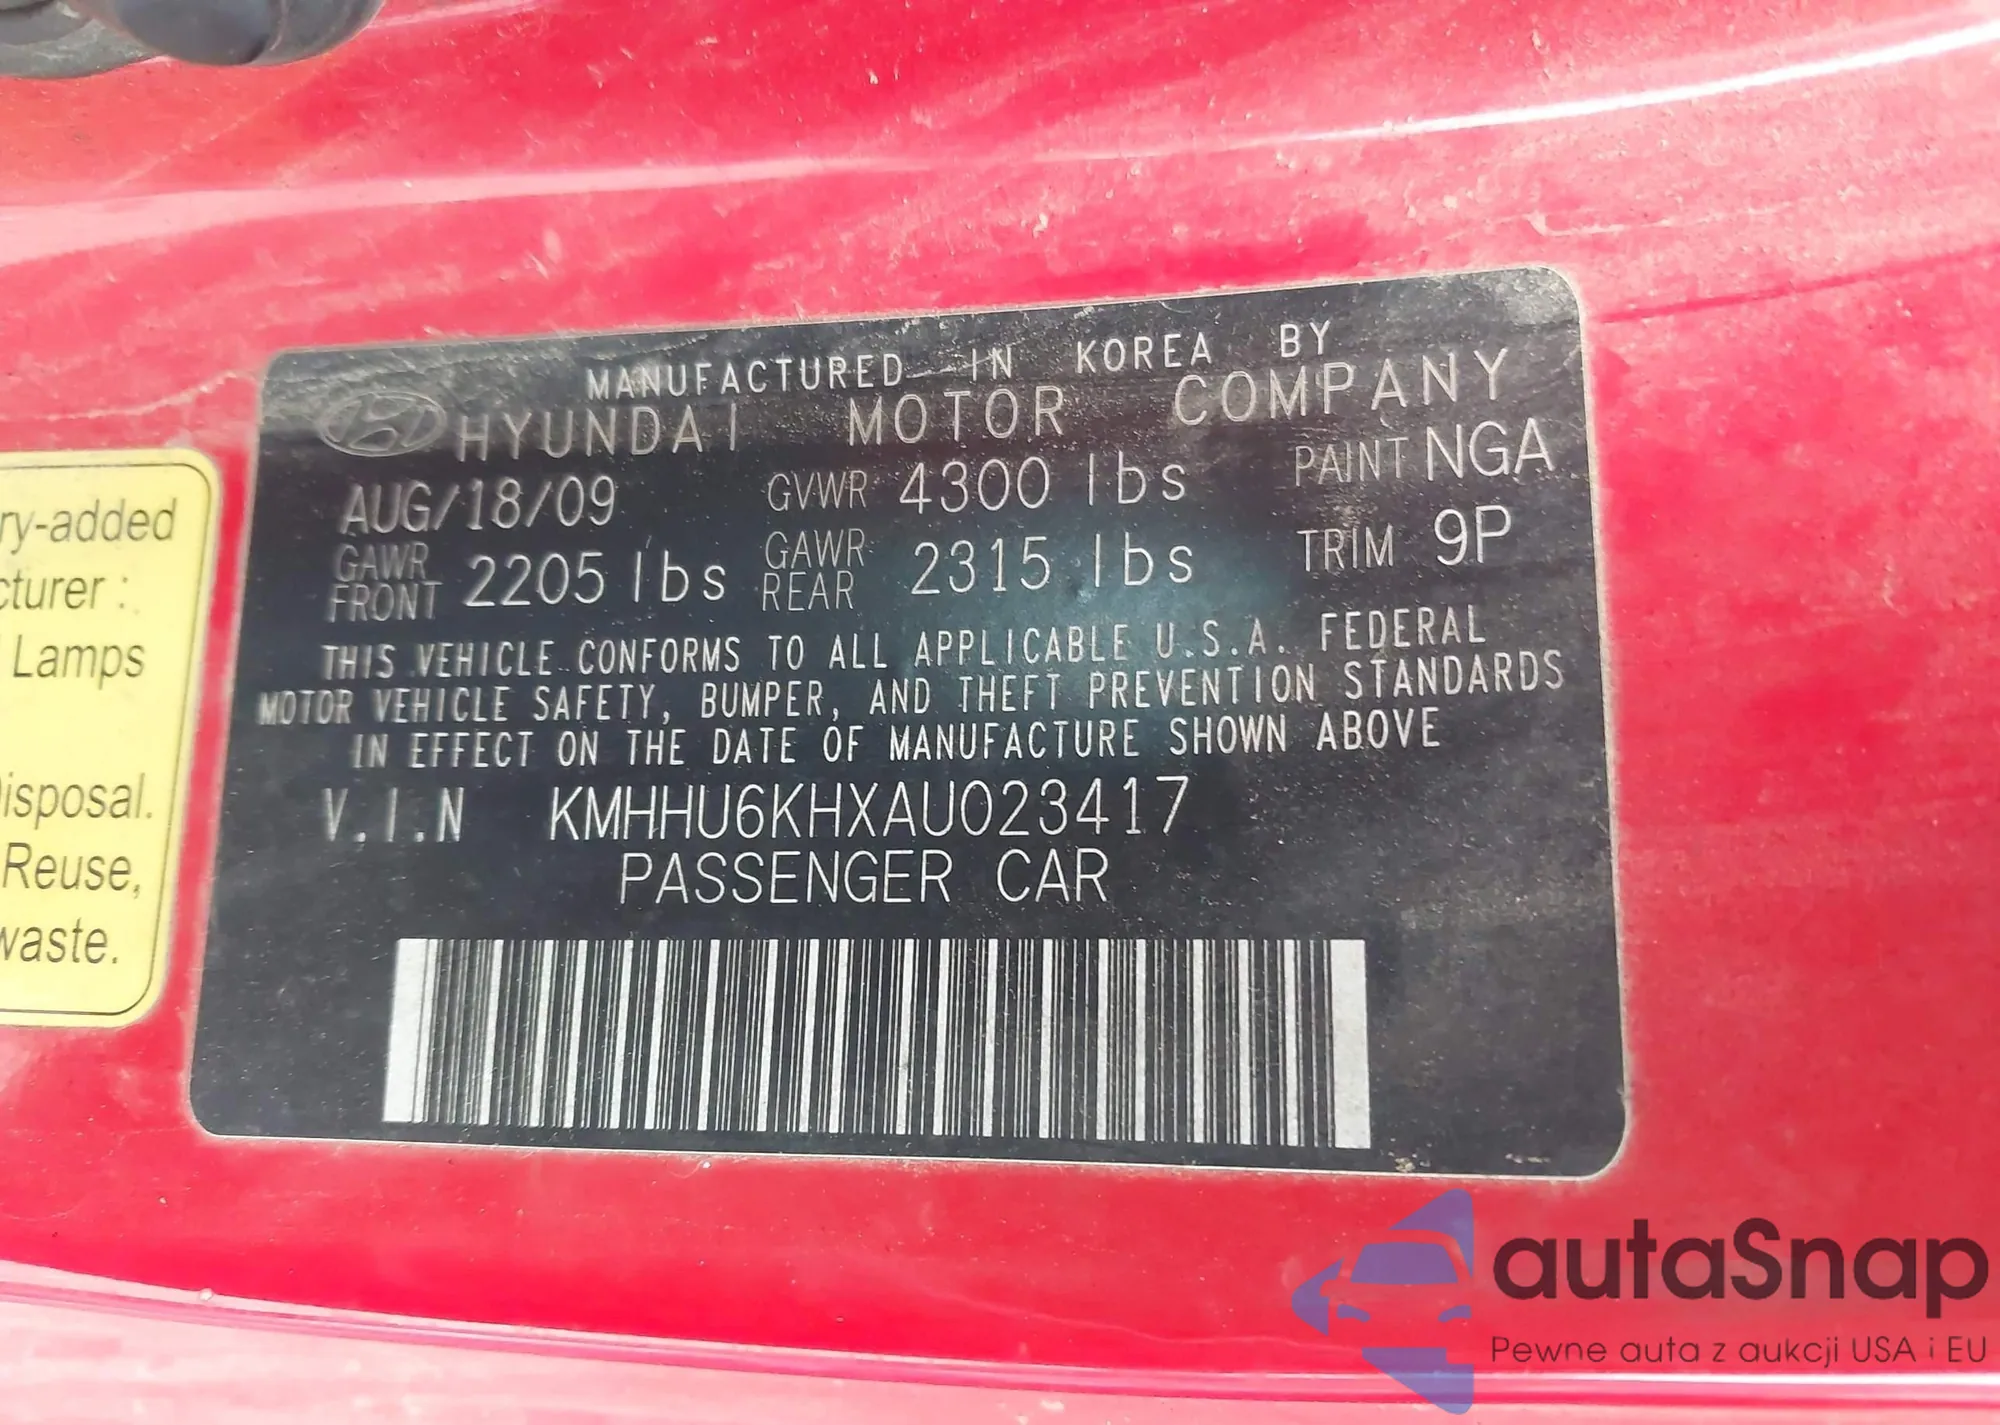 MANUFACTURED IN KOREA BY
HYUNDAI MOTOR COMPANY
AUG/18/09 GVWR 4300 lbs PAINT NGA
GAWR FRONT 2205 lbs GAWR REAR 2315 lbs TRIM 9P
THIS VEHICLE CONFORMS TO ALL APPLICABLE U.S.A. FEDERAL
MOTOR VEHICLE SAFETY, BUMPER, AND THEFT PREVENTION STANDARDS
IN EFFECT ON THE DATE OF MANUFACTURE SHOWN ABOVE
V.I.N KMHHU6KHXAU023417
PASSENGER CAR
ry-added
cturer :
Lamps
isposal.
Reuse,
waste.
autaSnap
Pewne auta z aukcji USA i EU